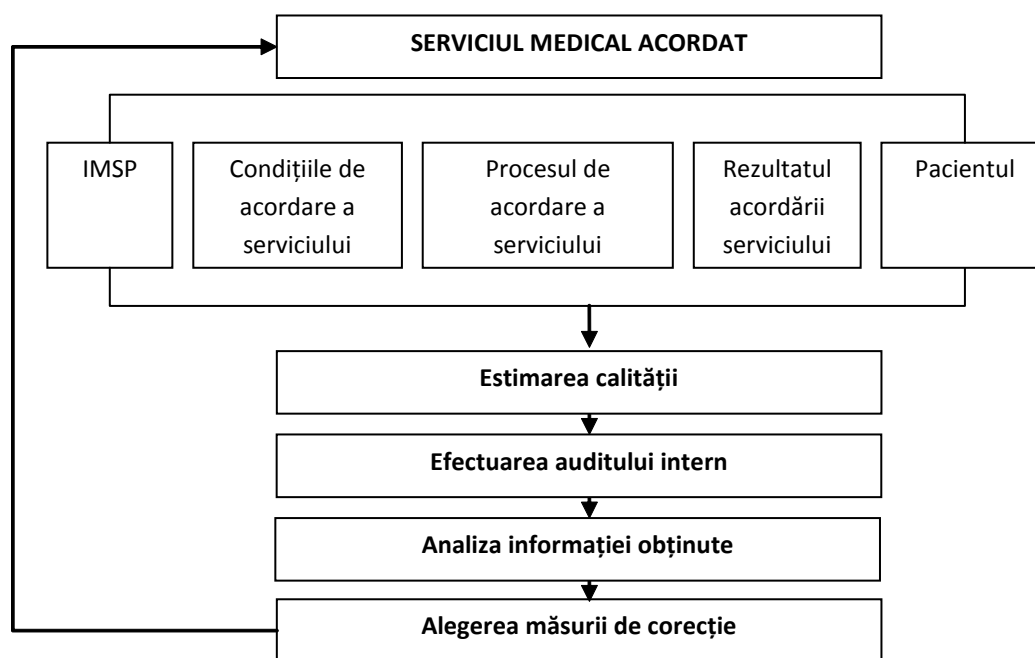 SERVICIUL MEDICAL ACORDAT
IMSP
Condițiile de
acordare a
serviciului
Procesul de
acordare a
serviciului
Rezultatul
acordării
serviciului
Pacientul
Estimarea calității
Efectuarea auditului intern
Analiza informației obținute
Alegerea măsurii de corecție